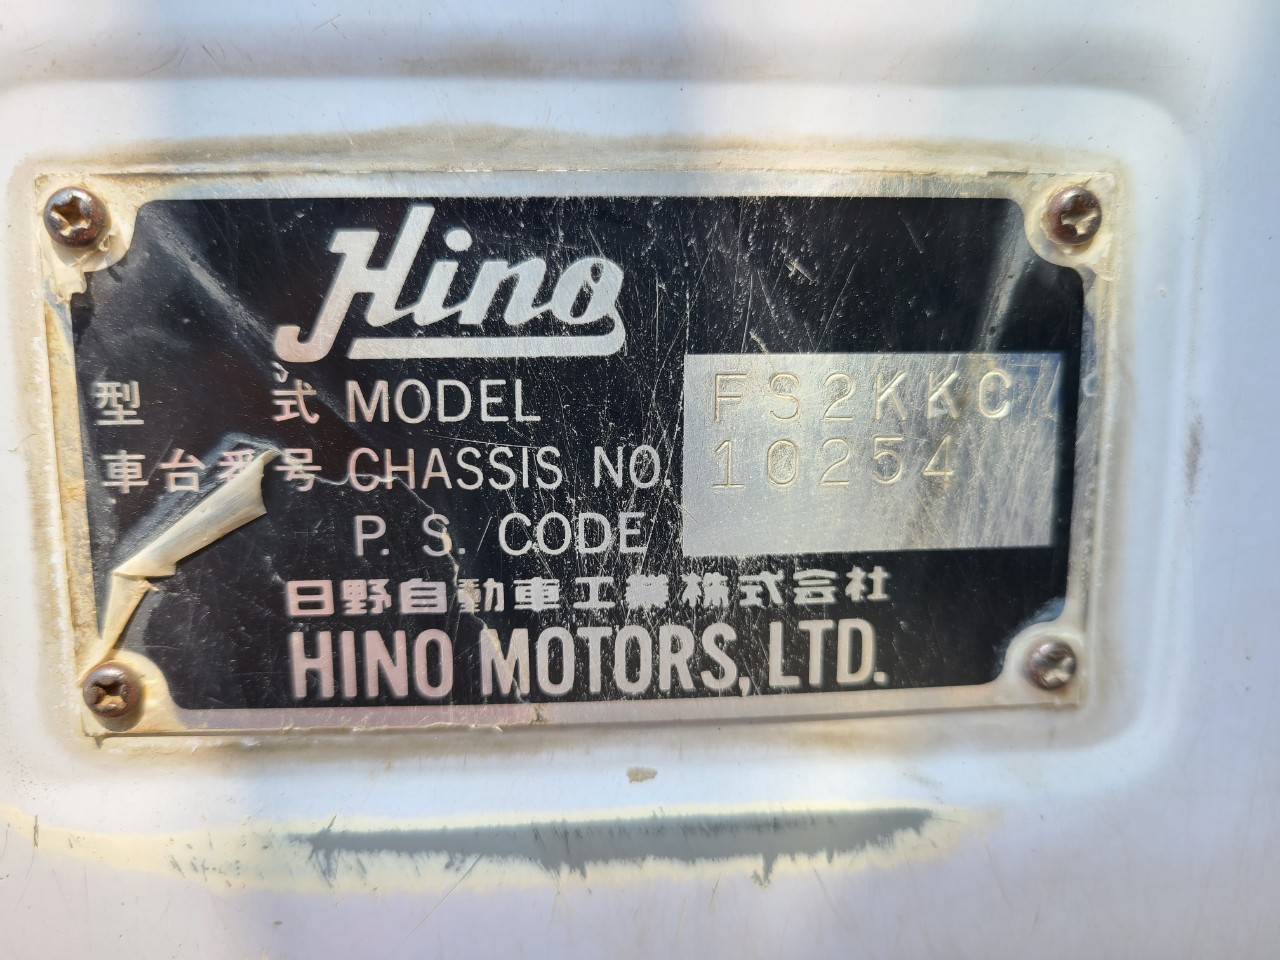 Hino
型 式 MODEL FS2KKC
車台番号 CHASSIS NO. 10254
P. S. CODE
日野自動車工業株式会社
HINO MOTORS, LTD.